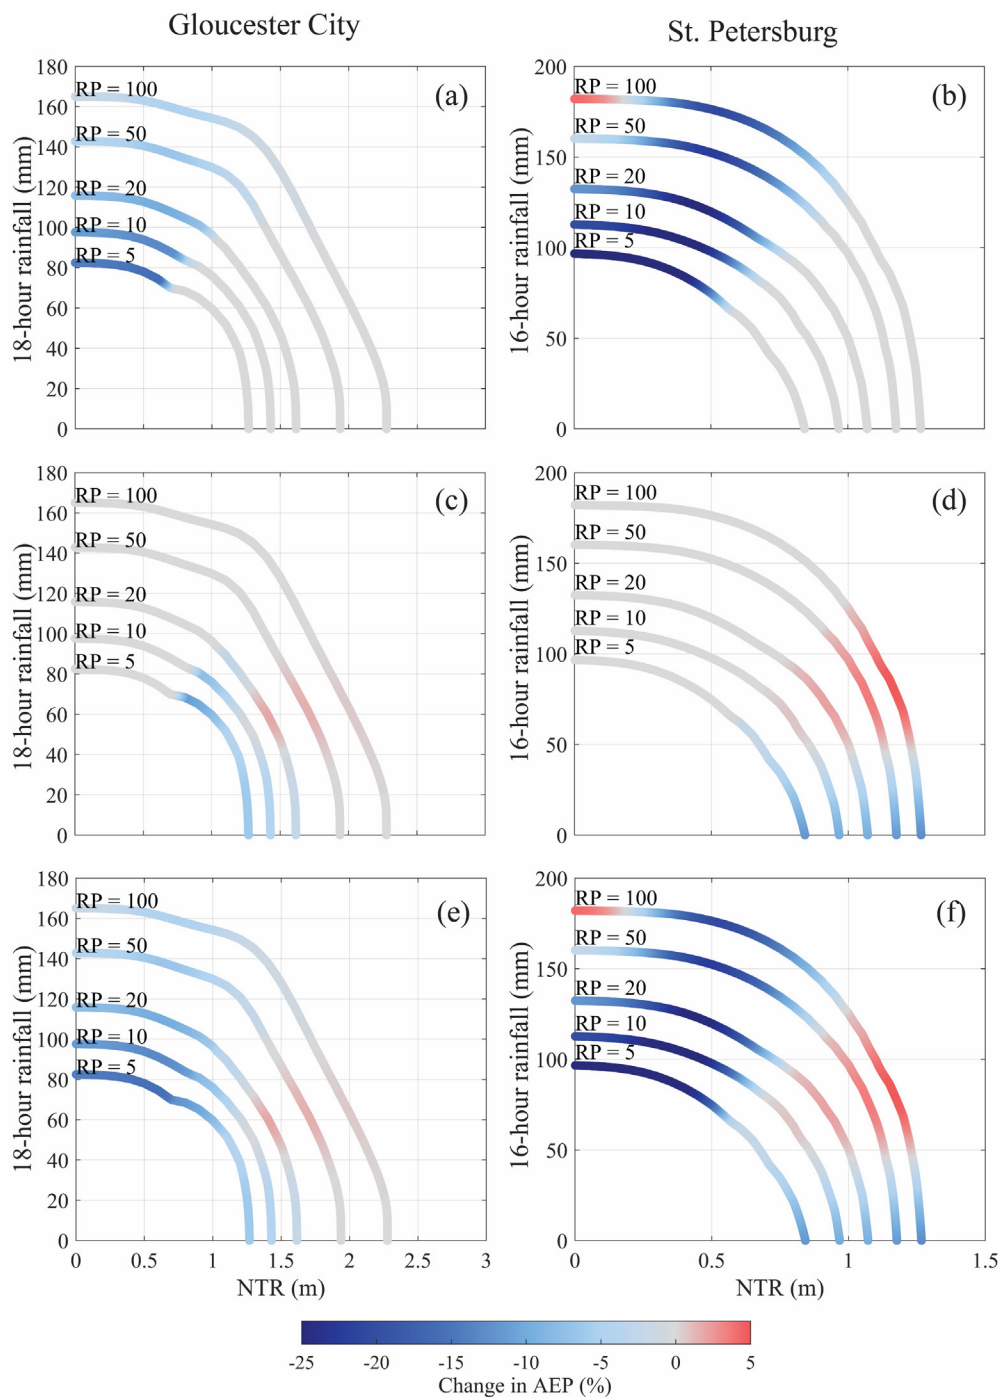 Gloucester City
St. Petersburg
180
160
140
120
100
80
60
40
20
0
18-hour rainfall (mm)
RP = 100
RP = 50
RP = 20
RP = 10
RP = 5
(a)
200
150
100
50
0
16-hour rainfall (mm)
RP = 100
RP = 50
RP = 20
RP = 10
RP = 5
(b)
180
160
140
120
100
80
60
40
20
0
18-hour rainfall (mm)
RP = 100
RP = 50
RP = 20
RP = 10
RP = 5
(c)
200
150
100
50
0
16-hour rainfall (mm)
RP = 100
RP = 50
RP = 20
RP = 10
RP = 5
(d)
180
160
140
120
100
80
60
40
20
0
18-hour rainfall (mm)
RP = 100
RP = 50
RP = 20
RP = 10
RP = 5
(e)
0 0.5 1 1.5 2 2.5 3
NTR (m)
200
150
100
50
0
16-hour rainfall (mm)
RP = 100
RP = 50
RP = 20
RP = 10
RP = 5
(f)
0 0.5 1 1.5
NTR (m)
-25 -20 -15 -10 -5 0 5
Change in AEP (%)